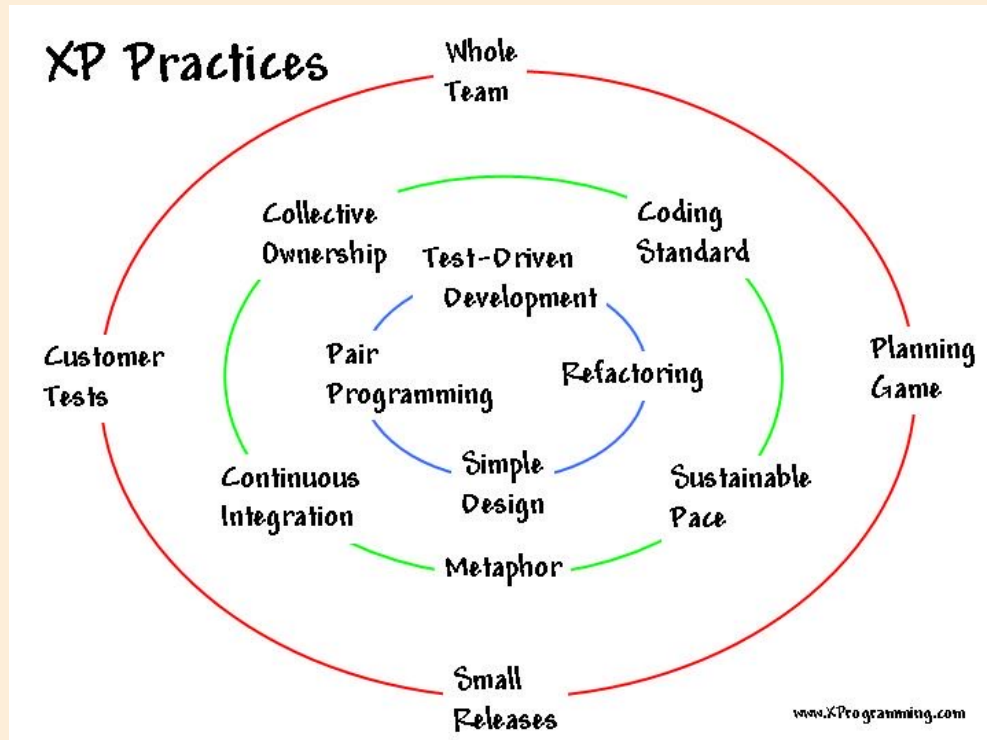 XP Practices
Whole
Team
Collective
Ownership
Coding
Standard
Test-Driven
Development
Customer
Tests
Pair
Programming
Refactoring
Planning
Game
Continuous
Integration
Simple
Design
Sustainable
Pace
Metaphor
Small
Releases
www.XProgramming.com